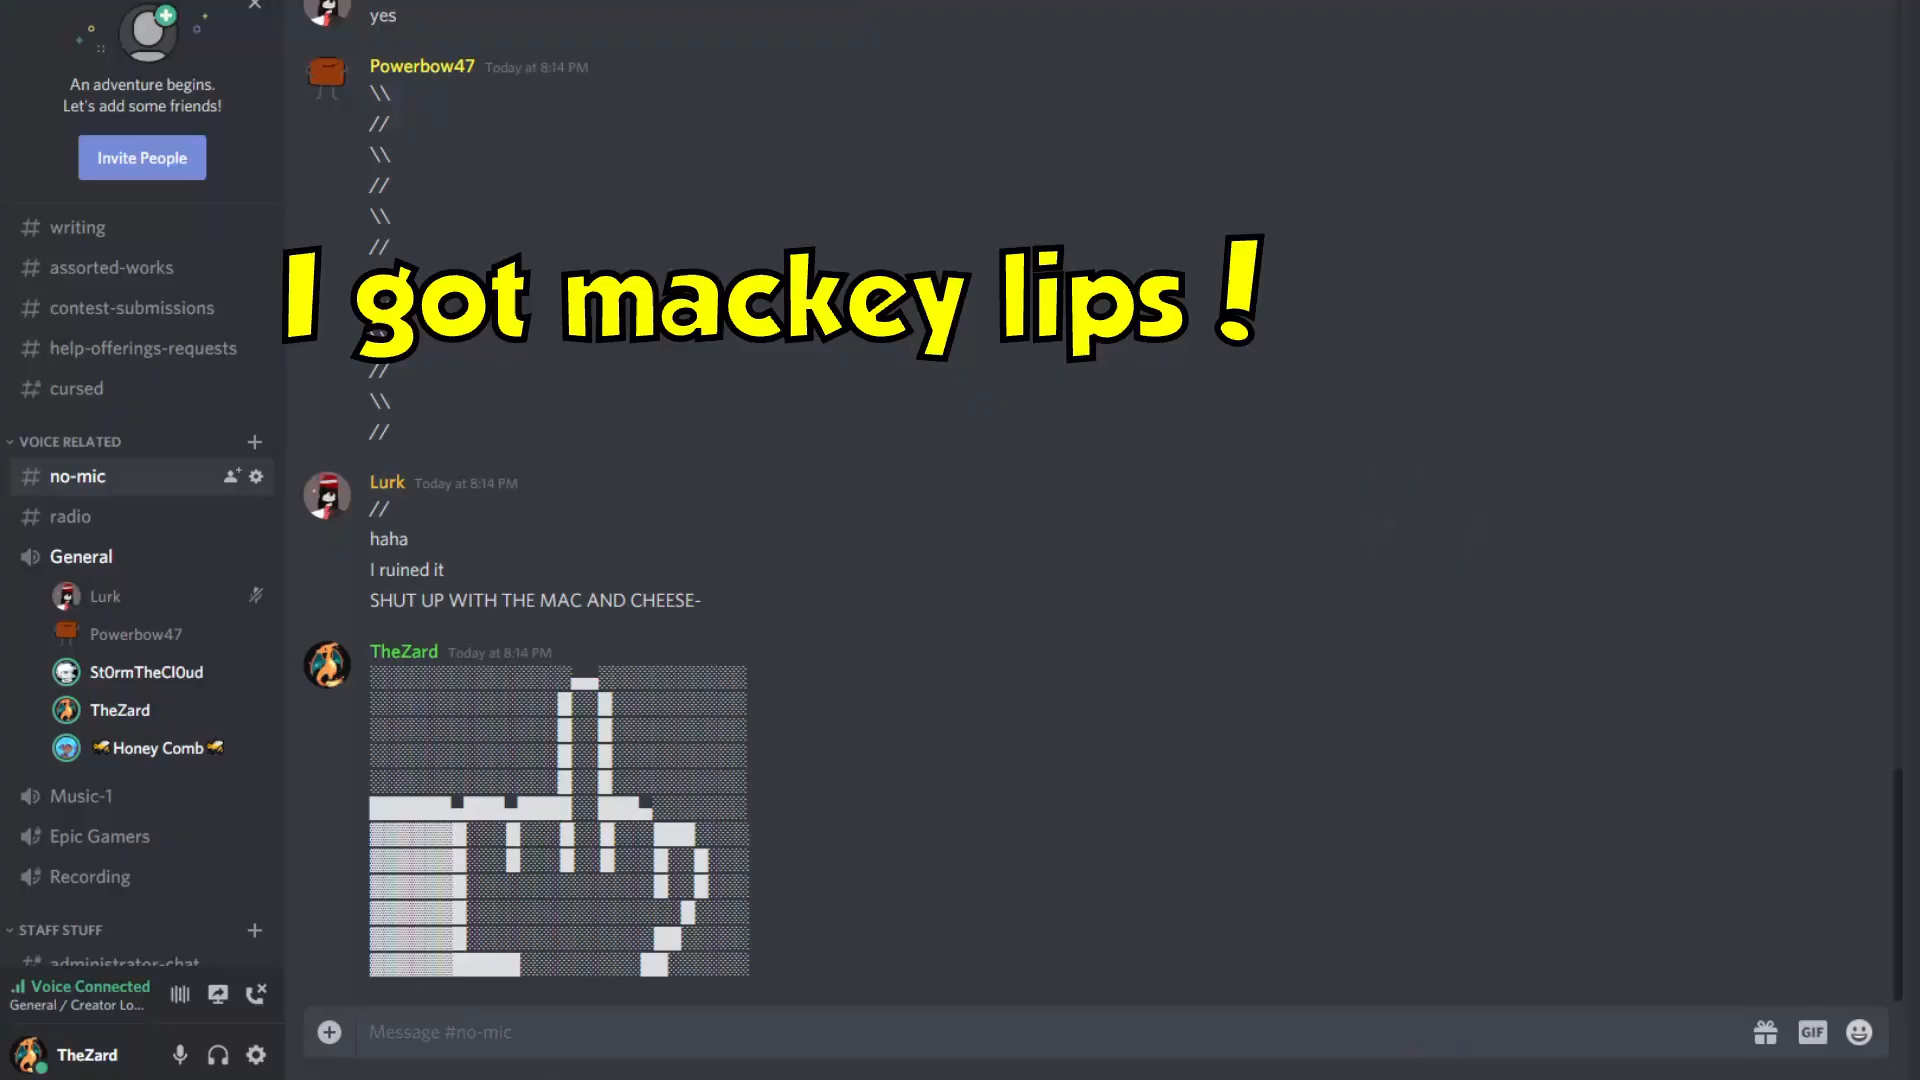 An adventure begins.
Let's add some friends!
Invite People
# writing
# assorted-works
# contest-submissions
# help-offerings-requests
# cursed
VOICE RELATED
# no-mic
# radio
General
Lurk
Powerbow47
St0rmTheCl0ud
TheZard
Honey Comb
Music-1
Epic Gamers
Recording
STAFF STUFF
# administrator-chat
Voice Connected
General / Creator Lo...
TheZard
yes
Powerbow47 Today at 8:14 PM
\\
//
\\
//
\\
//
I got mackey lips!
//
\\
//
Lurk Today at 8:14 PM
//
haha
I ruined it
SHUT UP WITH THE MAC AND CHEESE-
TheZard Today at 8:14 PM
Message #no-mic
GIF